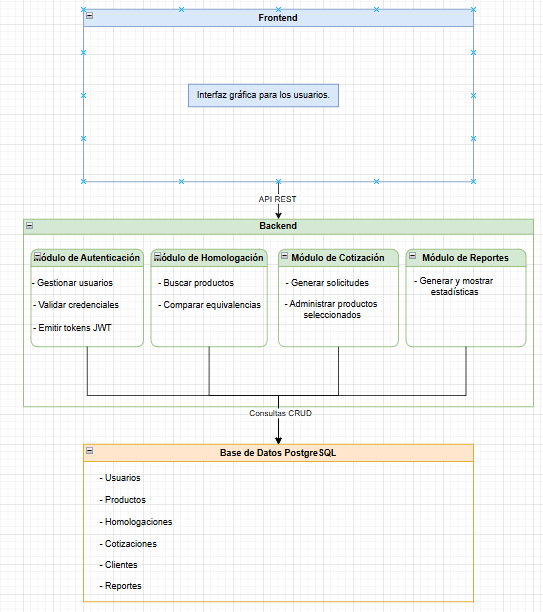 Frontend
Interfaz gráfica para los usuarios.
API REST
Backend
Módulo de Autenticación
- Gestionar usuarios
- Validar credenciales
- Emitir tokens JWT
Módulo de Homologación
- Buscar productos
- Comparar equivalencias
Módulo de Cotización
- Generar solicitudes
- Administrar productos
seleccionados
Módulo de Reportes
- Generar y mostrar
estadísticas
Consultas CRUD
Base de Datos PostgreSQL
- Usuarios
- Productos
- Homologaciones
- Cotizaciones
- Clientes
- Reportes